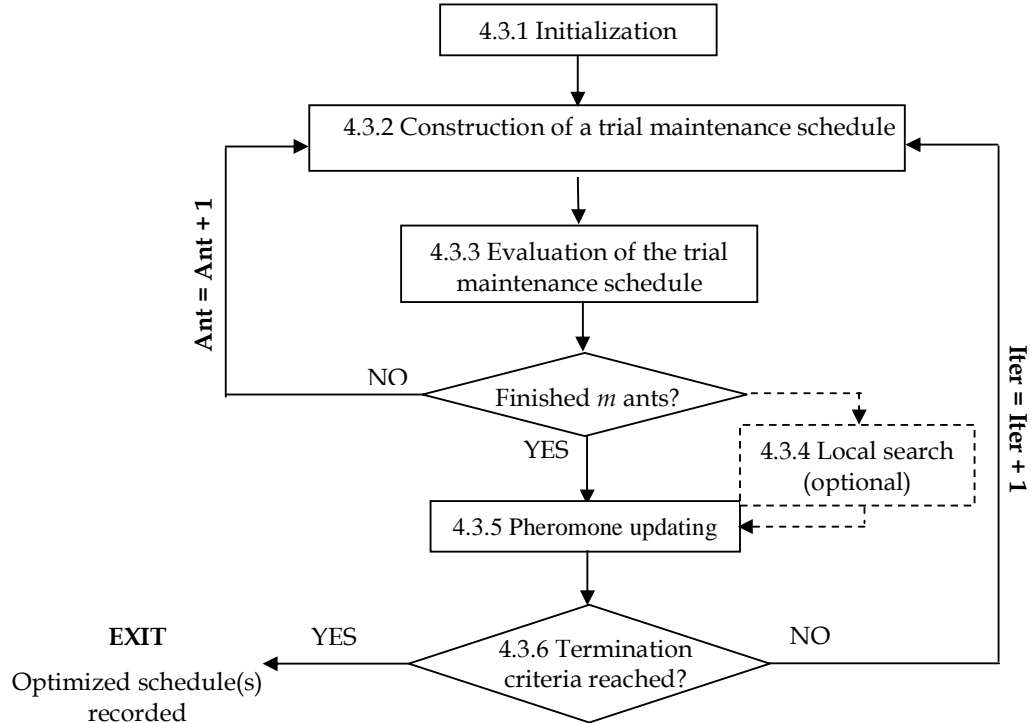 4.3.1 Initialization
4.3.2 Construction of a trial maintenance schedule
Ant = Ant + 1
4.3.3 Evaluation of the trial
maintenance schedule
NO
Finished m ants?
YES
4.3.4 Local search
(optional)
Iter = Iter + 1
4.3.5 Pheromone updating
4.3.6 Termination
criteria reached?
YES
NO
EXIT
Optimized schedule(s)
recorded